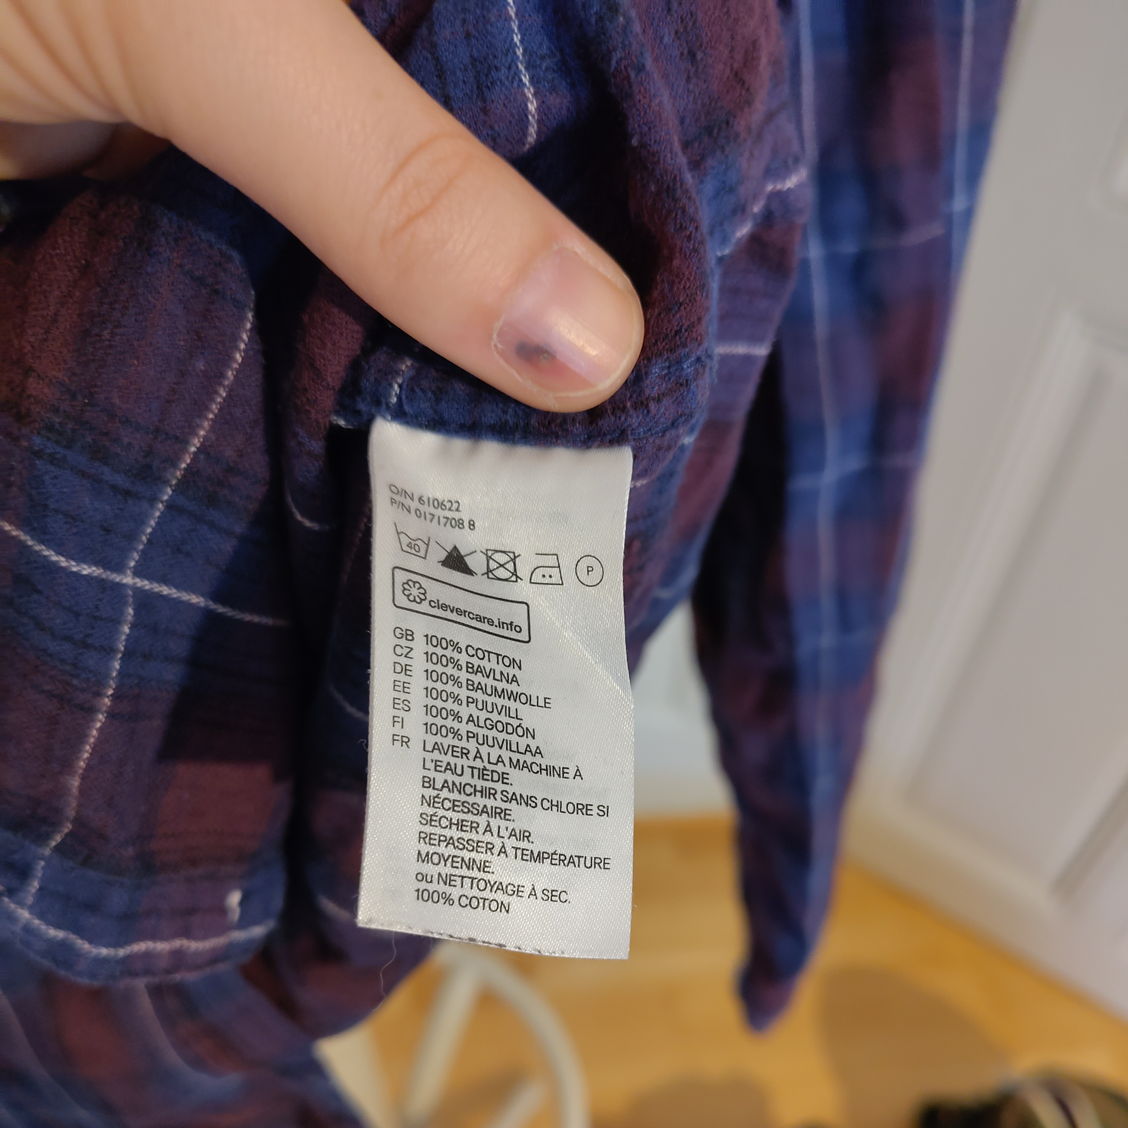 O/N 610622
P/N 0171708 8
40 P
clevercare.info
GB 100% COTTON
CZ 100% BAVLNA
DE 100% BAUMWOLLE
EE 100% PUUVILL
ES 100% ALGODÓN
FI 100% PUUVILLAA
FR LAVER À LA MACHINE À
L'EAU TIÈDE.
BLANCHIR SANS CHLORE SI
NÉCESSAIRE.
SÉCHER À L'AIR.
REPASSER À TEMPÉRATURE
MOYENNE.
ou NETTOYAGE À SEC.
100% COTON